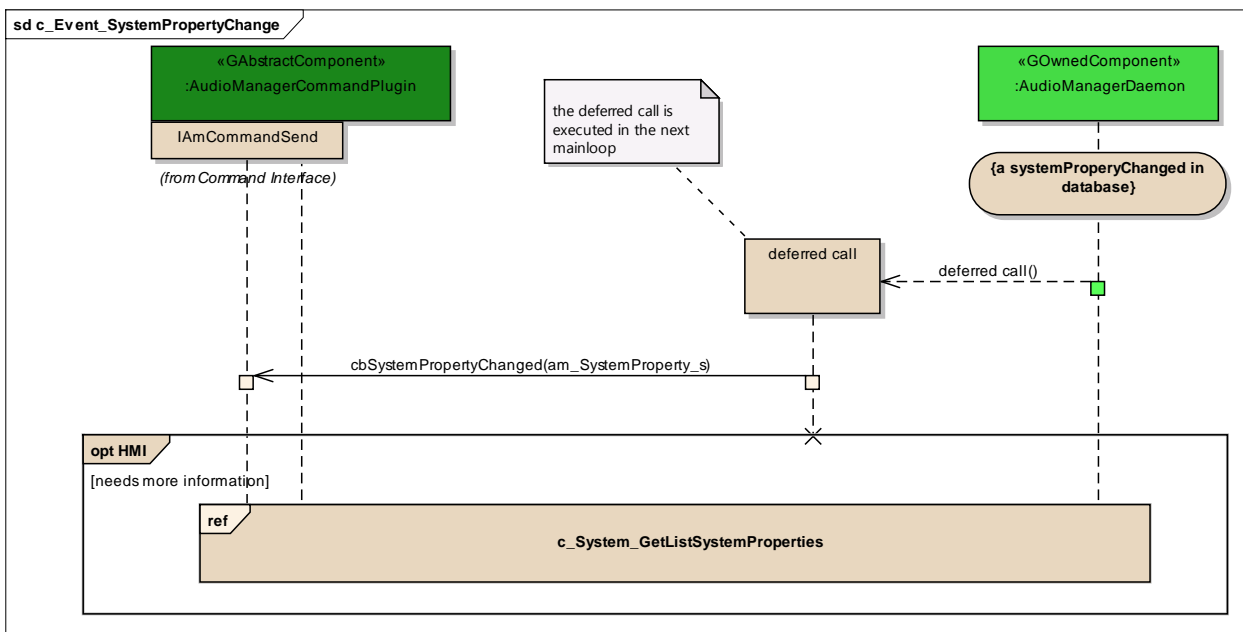 sd c_Event_SystemPropertyChange
«GAbstractComponent»
:AudioManagerCommandPlugin
«GOwnedComponent»
:AudioManagerDaemon
IAmCommandSend
(from Command Interface)
the deferred call is
executed in the next
mainloop
{a systemProperyChanged in
database}
deferred call
deferred call()
cbSystemPropertyChanged(am_SystemProperty_s)
opt HMI
[needs more information]
ref
c_System_GetListSystemProperties